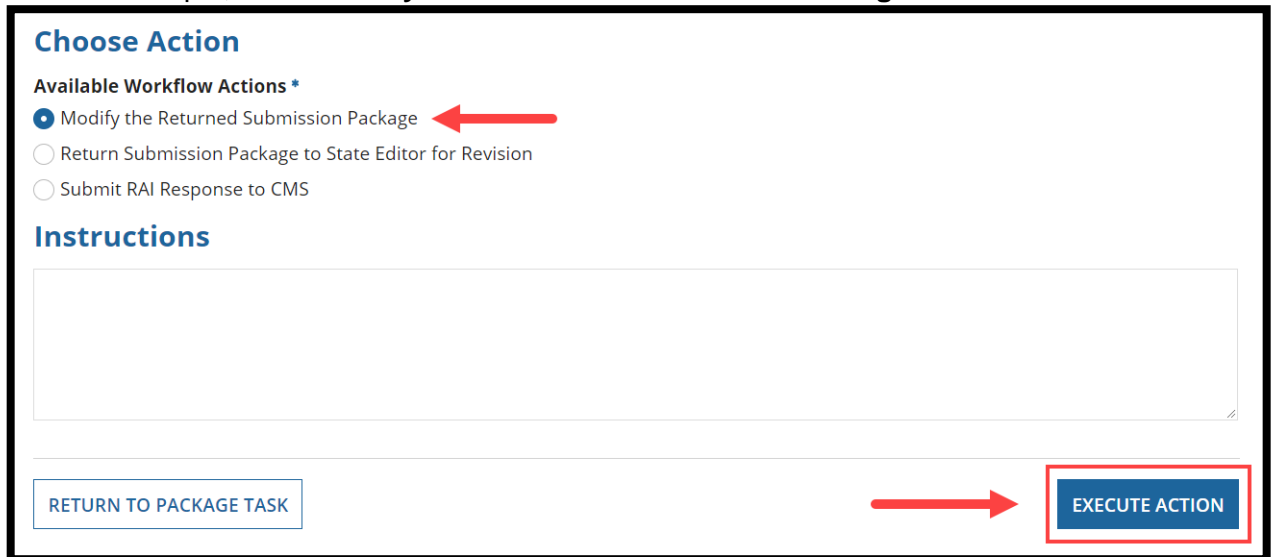 Choose Action
Available Workflow Actions *
Modify the Returned Submission Package
Return Submission Package to State Editor for Revision
Submit RAI Response to CMS
Instructions
RETURN TO PACKAGE TASK
EXECUTE ACTION